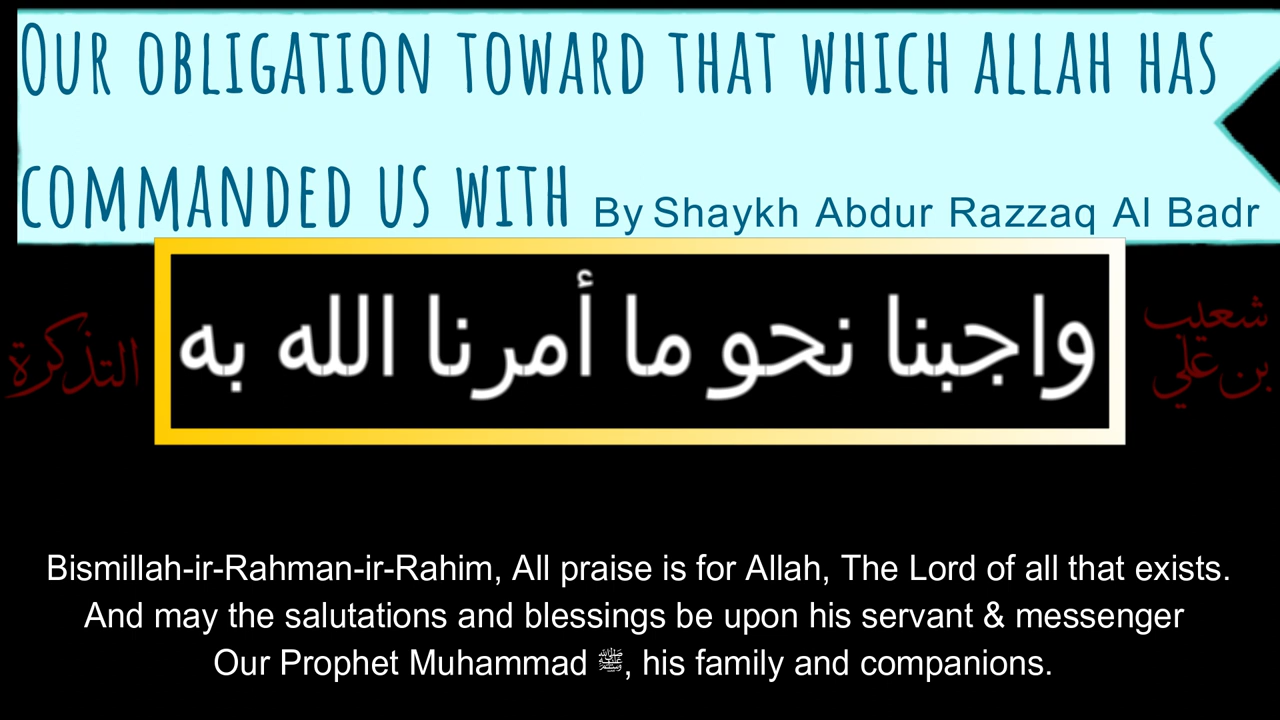 Our obligation toward that which Allah has
commanded us with By Shaykh Abdur Razzaq Al Badr
واجبنا نحو ما أمرنا الله به
شعيب
بن علي
التذكرة
Bismillah-ir-Rahman-ir-Rahim, All praise is for Allah, The Lord of all that exists.
And may the salutations and blessings be upon his servant & messenger
Our Prophet Muhammad ﷺ, his family and companions.